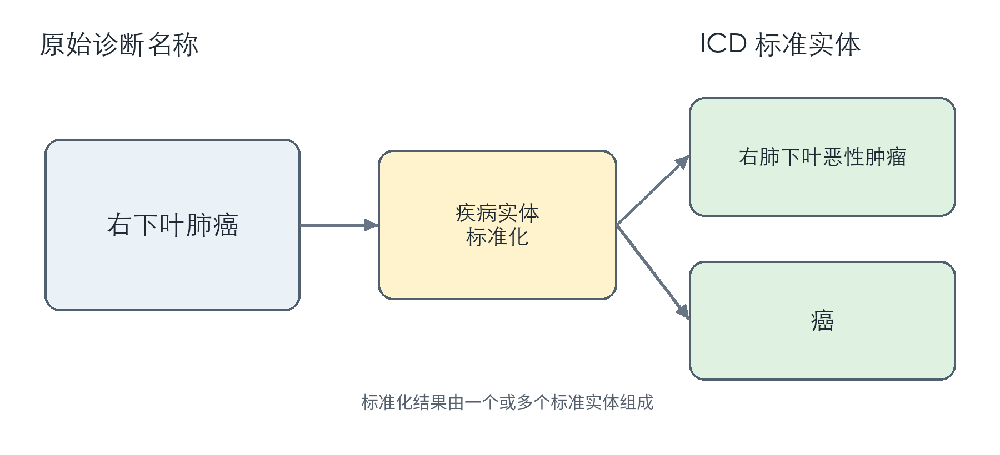 原始诊断名称
ICD 标准实体
右下叶肺癌
疾病实体
标准化
右肺下叶恶性肿瘤
癌
标准化结果由一个或多个标准实体组成